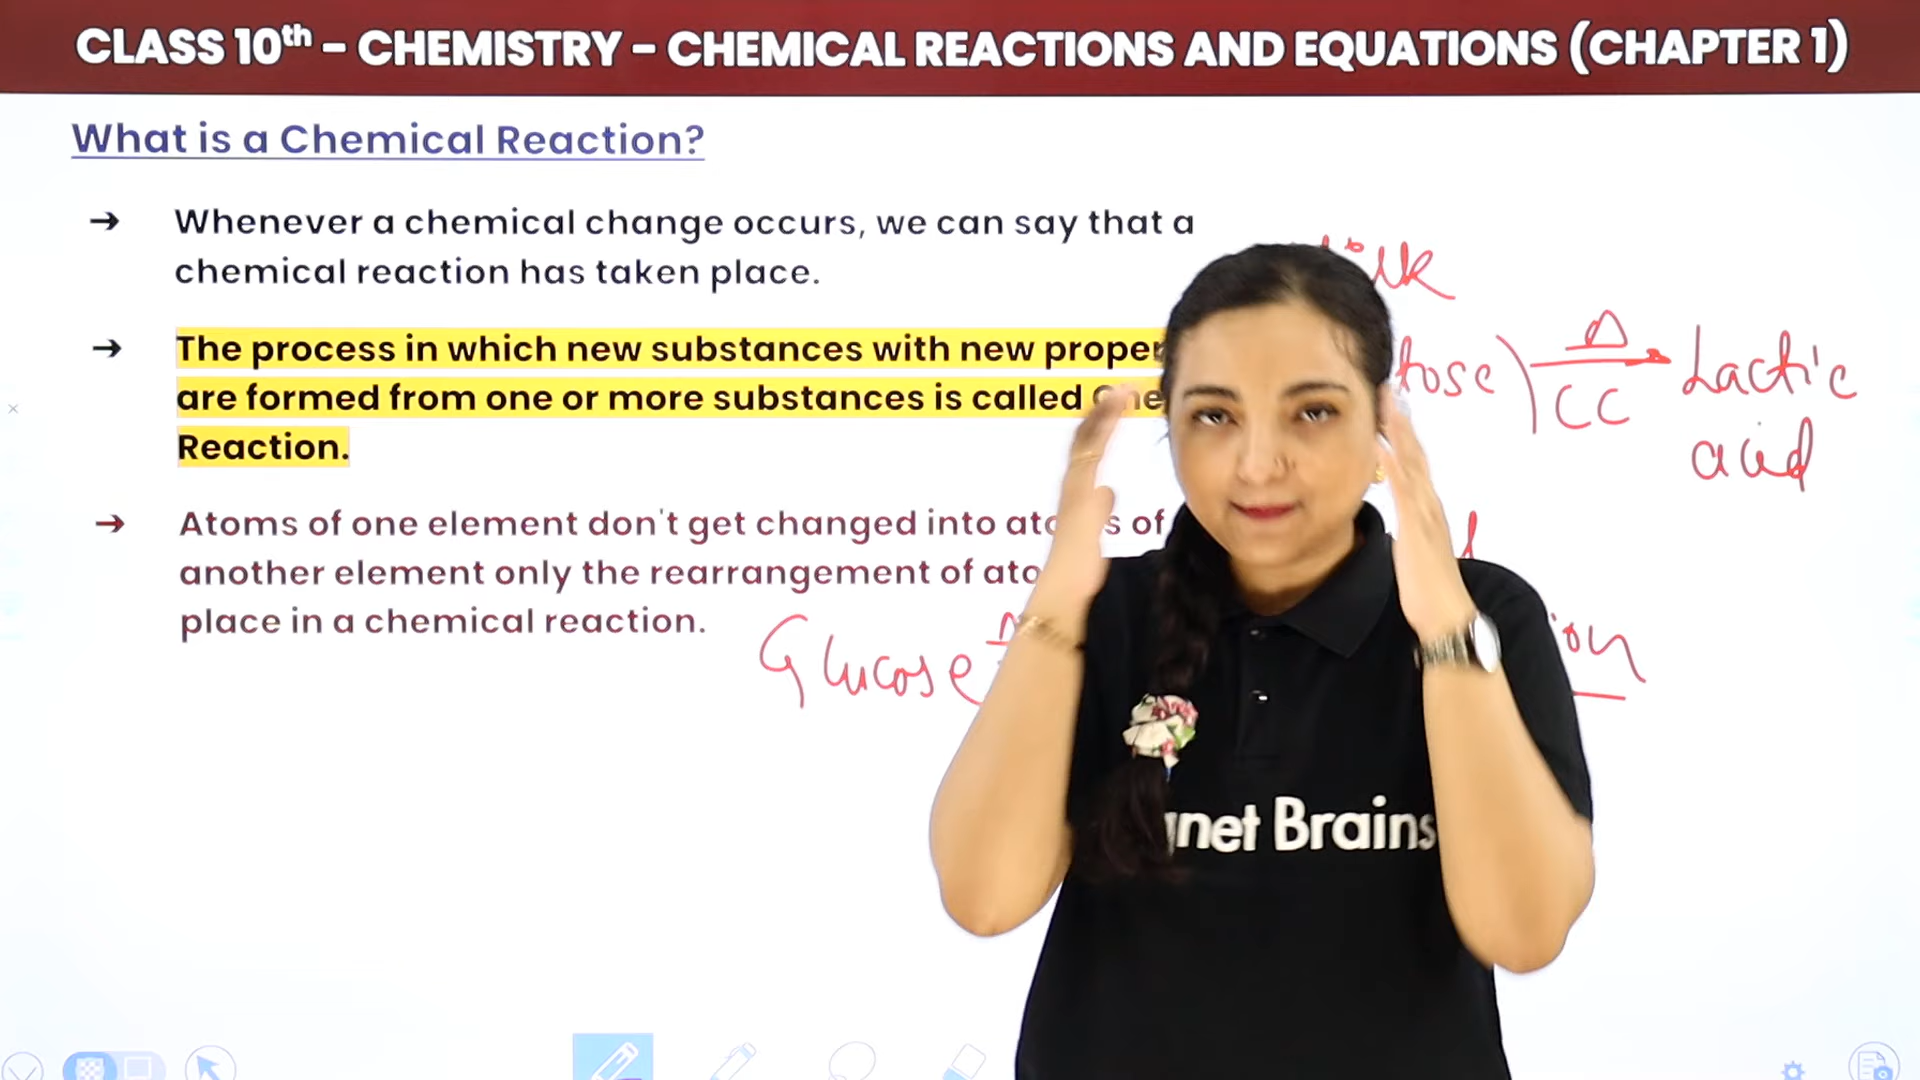 CLASS 10th - CHEMISTRY - CHEMICAL REACTIONS AND EQUATIONS (CHAPTER 1)
What is a Chemical Reaction?
→ Whenever a chemical change occurs, we can say that a
chemical reaction has taken place.
→ The process in which new substances with new proper
are formed from one or more substances is called
Reaction.
→ Atoms of one element don't get changed into of
another element only the rearrangement of
place in a chemical reaction.
tose) Δ CC → Lactic
acid
Glucose
ion
gnet Brains